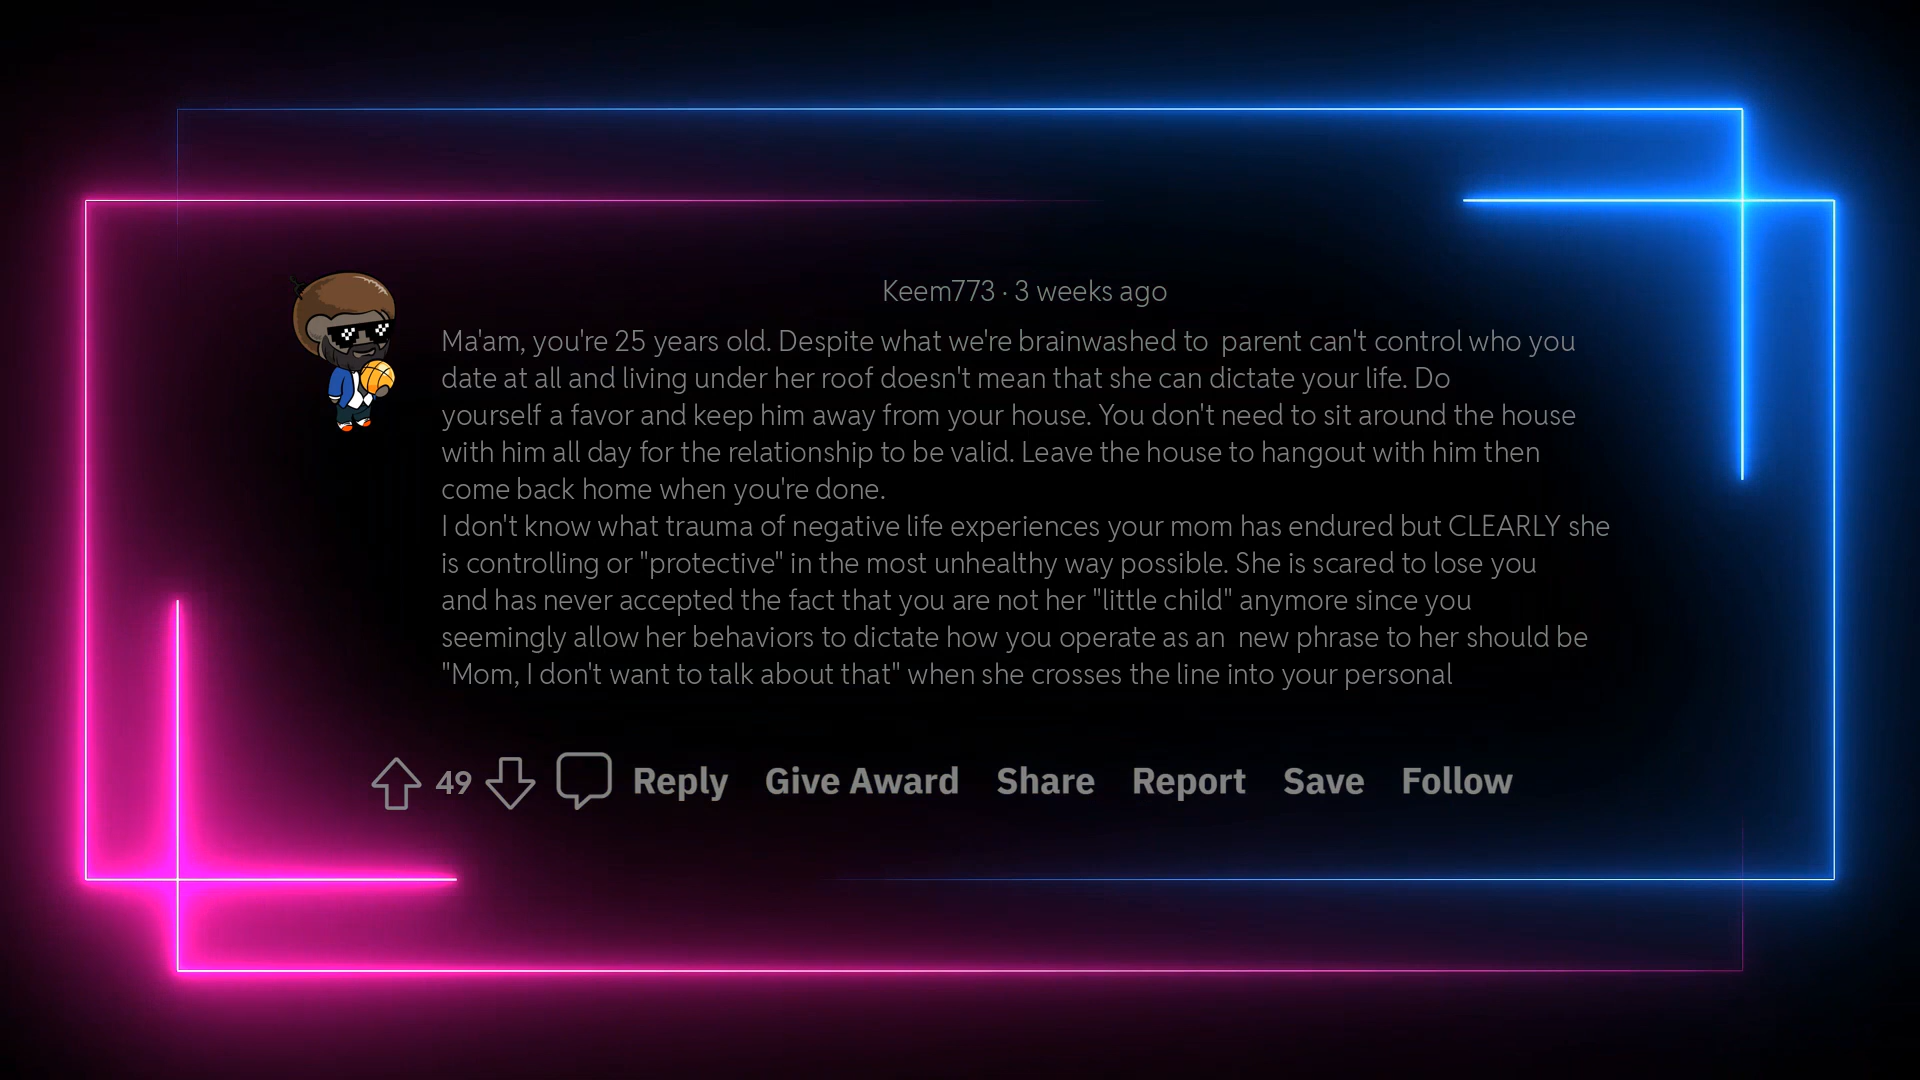 Keem773 · 3 weeks ago
Ma'am, you're 25 years old. Despite what we're brainwashed to  parent can't control who you
date at all and living under her roof doesn't mean that she can dictate your life. Do
yourself a favor and keep him away from your house. You don't need to sit around the house
with him all day for the relationship to be valid. Leave the house to hangout with him then
come back home when you're done.
I don't know what trauma of negative life experiences your mom has endured but CLEARLY she
is controlling or "protective" in the most unhealthy way possible. She is scared to lose you
and has never accepted the fact that you are not her "little child" anymore since you
seemingly allow her behaviors to dictate how you operate as an  new phrase to her should be
"Mom, I don't want to talk about that" when she crosses the line into your personal
49 Reply Give Award Share Report Save Follow